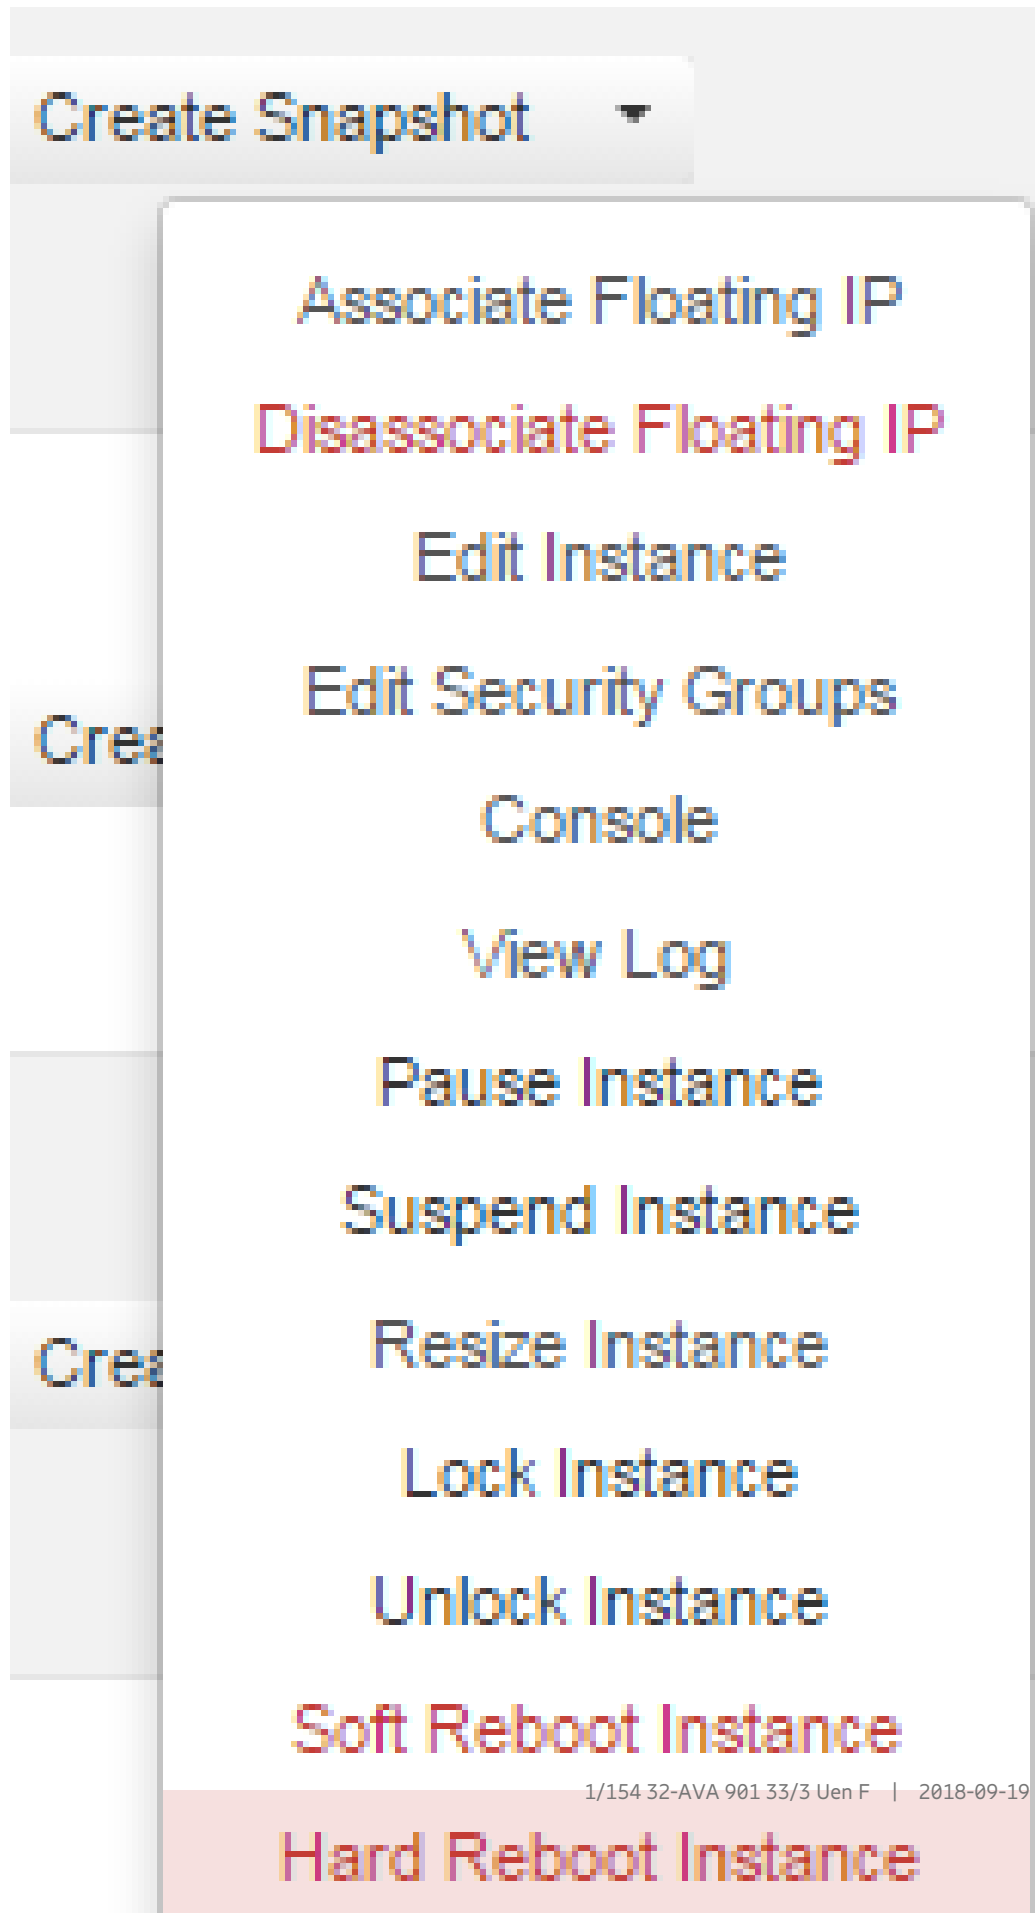 Create Snapshot
Associate Floating IP
Disassociate Floating IP
Edit Instance
Edit Security Groups
Crea
Console
View Log
Pause Instance
Suspend Instance
Resize Instance
Crea
Lock Instance
Unlock Instance
Soft Reboot Instance
1/154 32-AVA 901 33/3 Uen F | 2018-09-19
Hard Reboot Instance